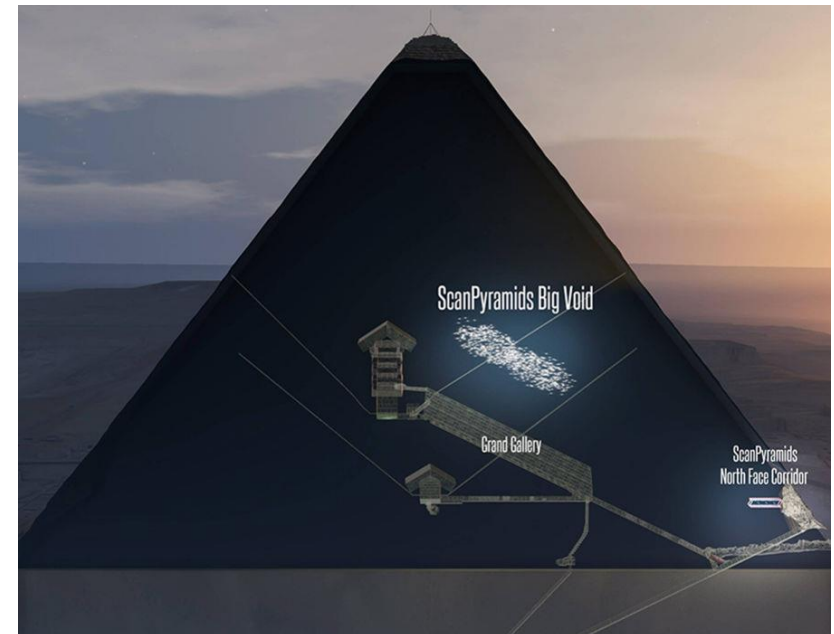 ScanPyramids Big Void
Grand Gallery
ScanPyramids
North Face Corridor